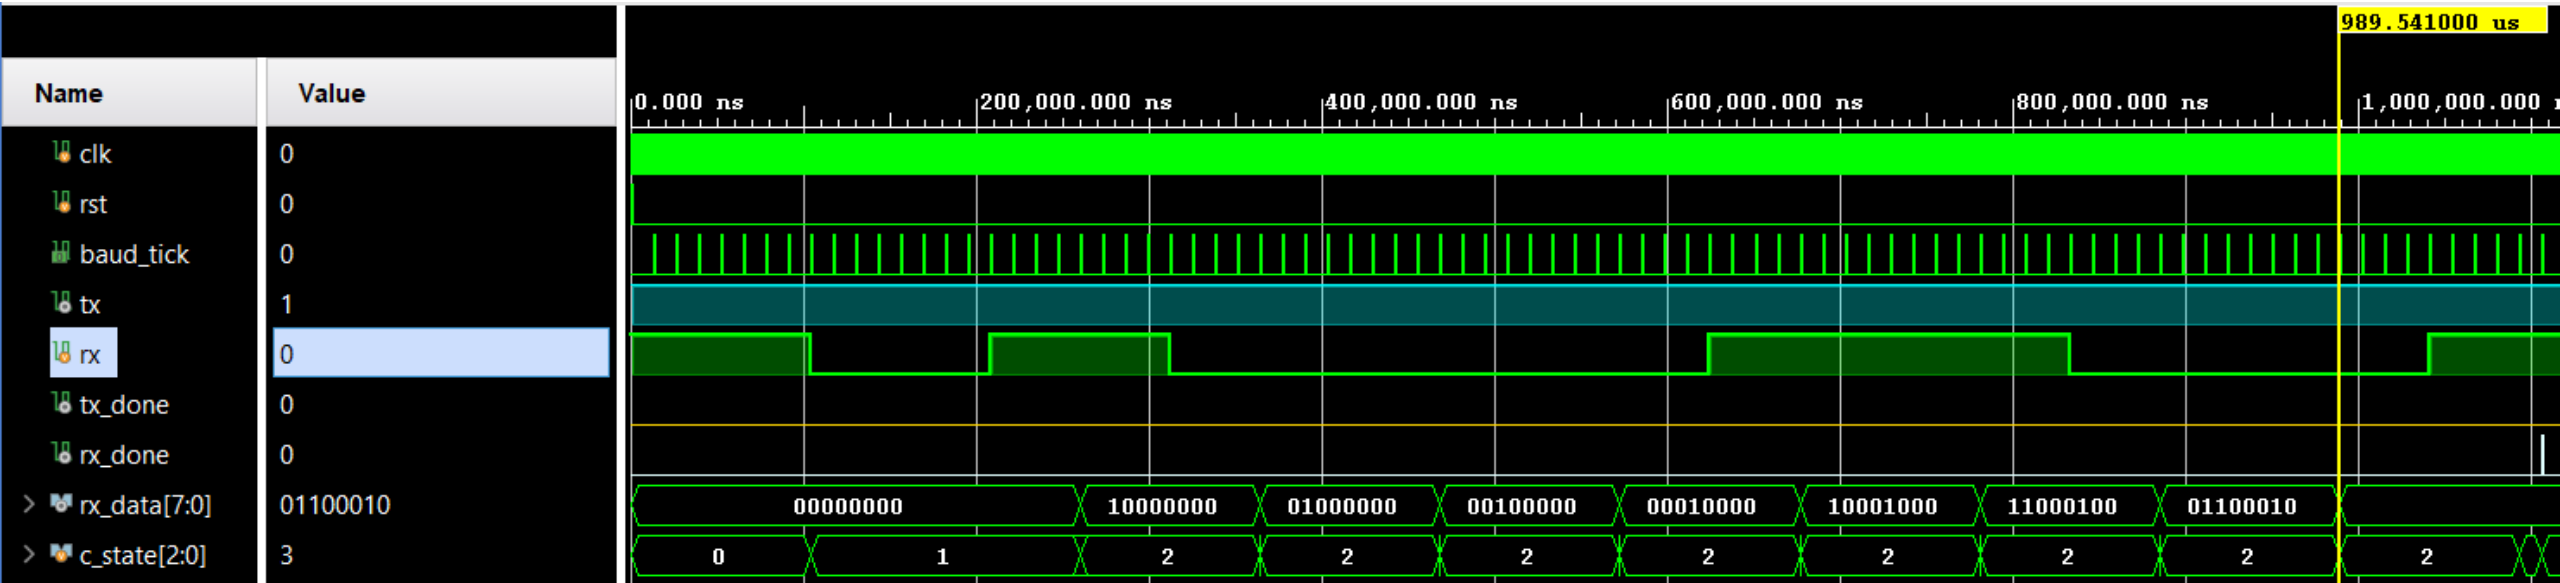 989.541000 us
Name Value
0.000 ns 200,000.000 ns 400,000.000 ns 600,000.000 ns 800,000.000 ns 1,000,000.000
clk 0
rst 0
baud_tick 0
tx 1
rx 0
tx_done 0
rx_done 0
rx_data[7:0] 01100010 00000000 10000000 01000000 00100000 00010000 10001000 11000100 01100010
c_state[2:0] 3 0 1 2 2 2 2 2 2 2 2